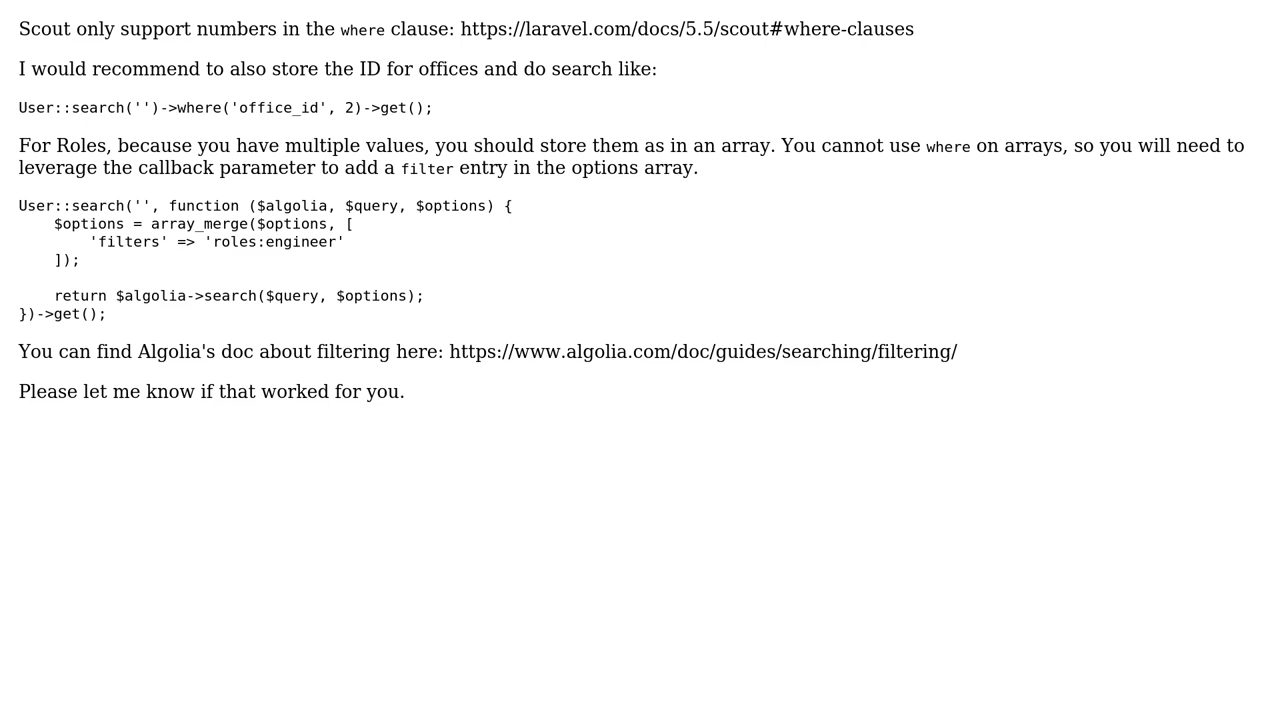 Scout only support numbers in the where clause: https://laravel.com/docs/5.5/scout#where-clauses
I would recommend to also store the ID for offices and do search like:
User::search('')->where('office_id', 2)->get();
For Roles, because you have multiple values, you should store them as in an array. You cannot use where on arrays, so you will need to
leverage the callback parameter to add a filter entry in the options array.
User::search('', function ($algolia, $query, $options) {
    $options = array_merge($options, [
        'filters' => 'roles:engineer'
    ]);
    return $algolia->search($query, $options);
})->get();
You can find Algolia's doc about filtering here: https://www.algolia.com/doc/guides/searching/filtering/
Please let me know if that worked for you.